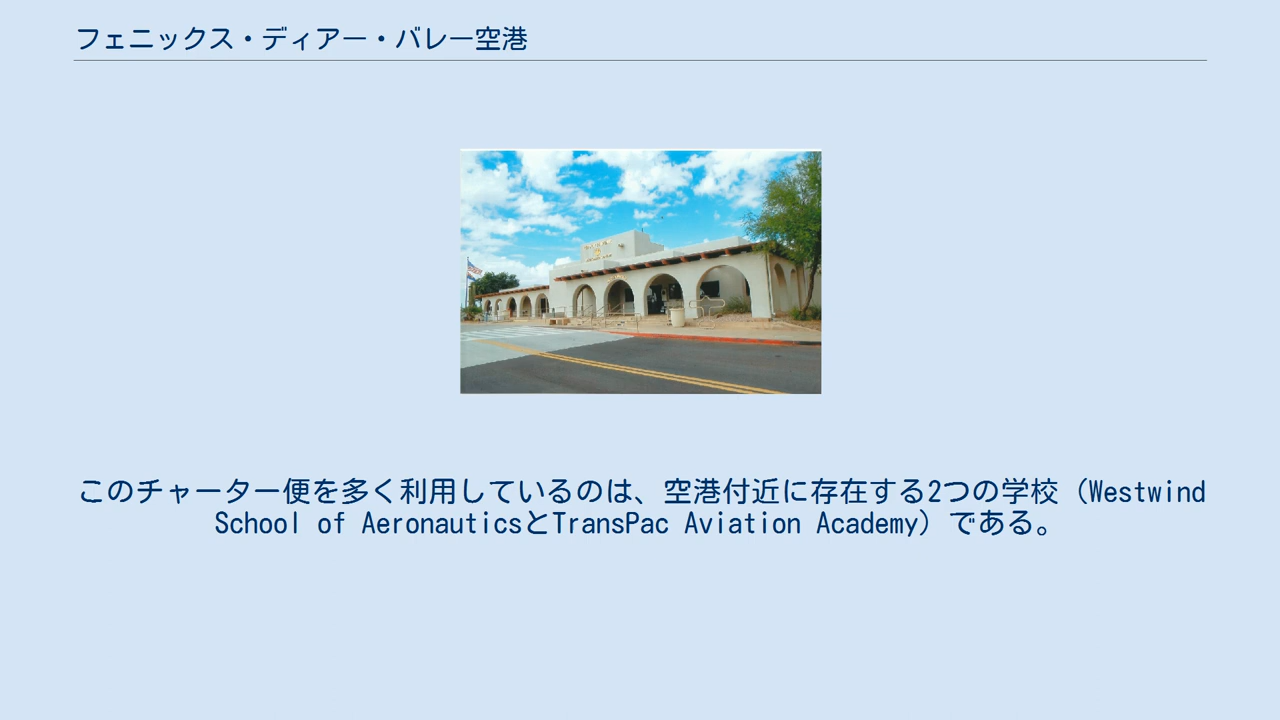 フェニックス・ディアー・バレー空港
このチャーター便を多く利用しているのは、空港付近に存在する2つの学校（Westwind
School of AeronauticsとTransPac Aviation Academy）である。